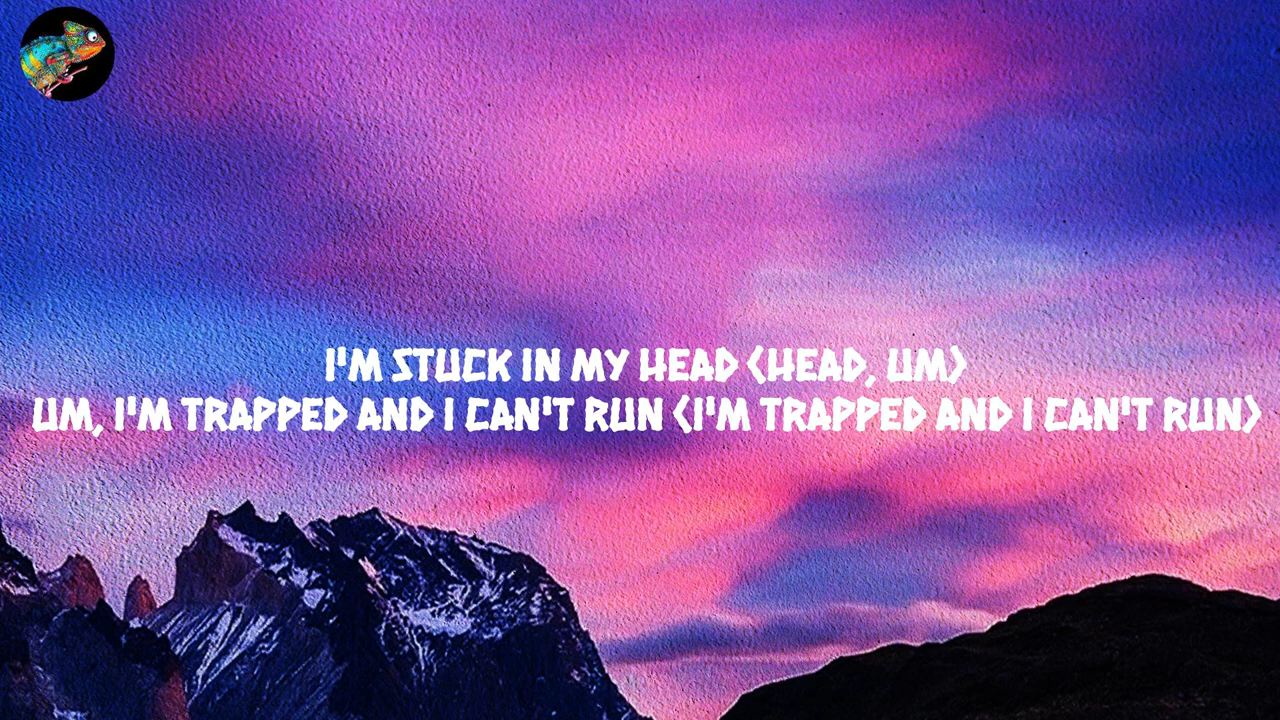 I'M STUCK IN MY HEAD (HEAD, UM)
UM, I'M TRAPPED AND I CAN'T RUN (I'M TRAPPED AND I CAN'T RUN)